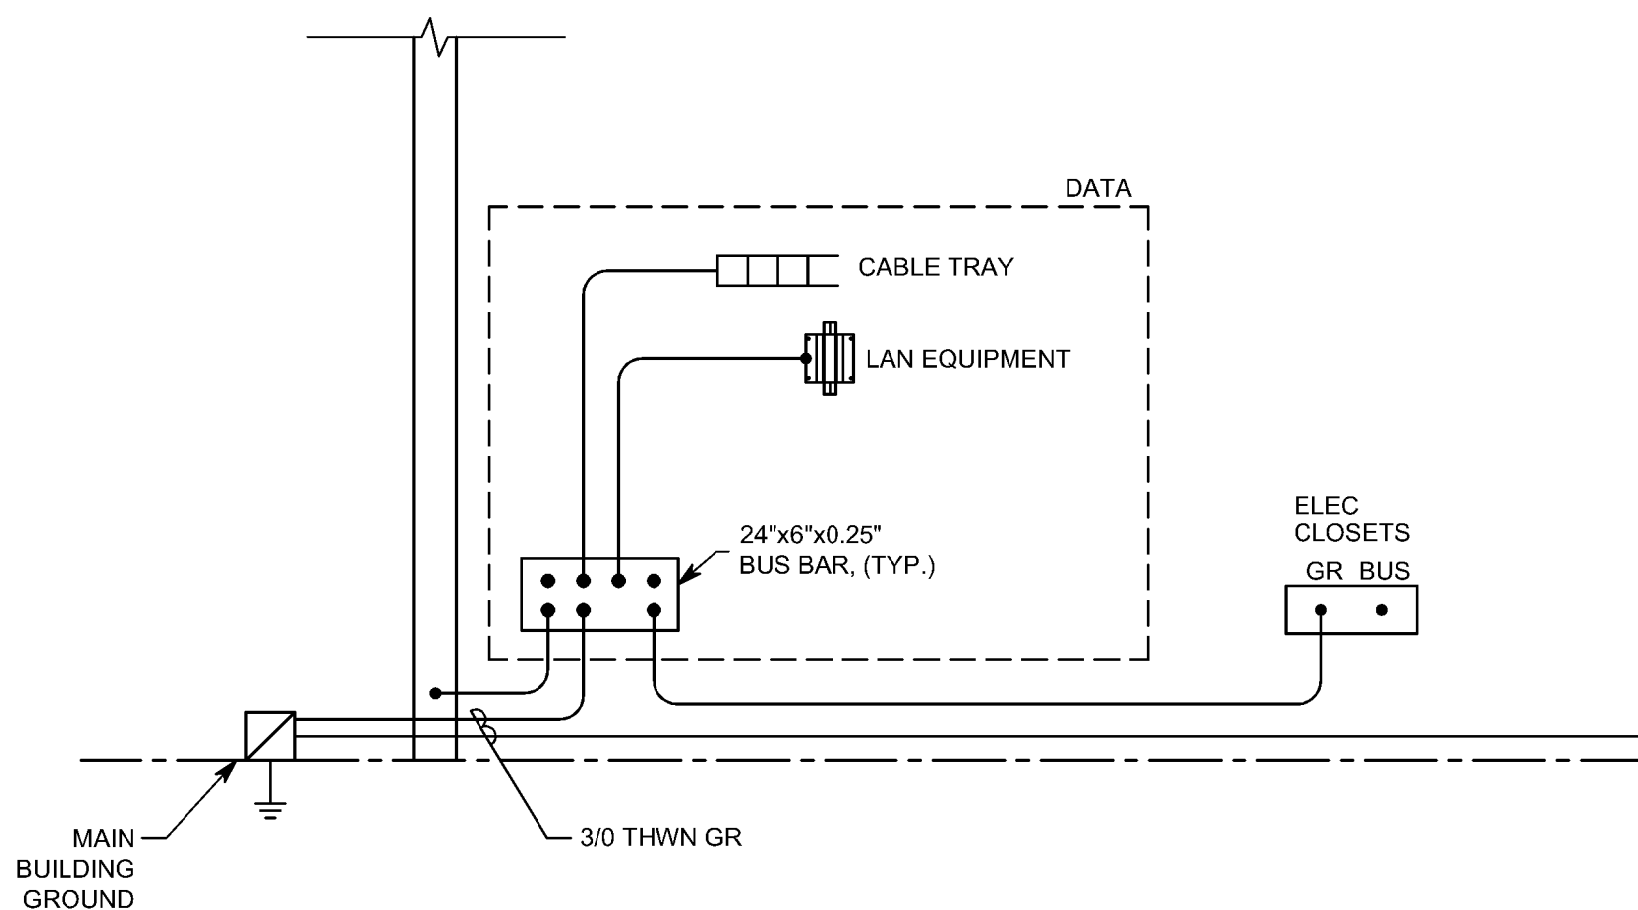 DATA
CABLE TRAY
LAN EQUIPMENT
24"x6"x0.25"
BUS BAR, (TYP.)
ELEC
CLOSETS
GR BUS
3/0 THWN GR
MAIN
BUILDING
GROUND